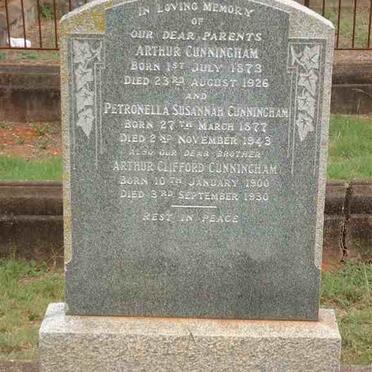 IN LOVING MEMORY
OF
OUR DEAR PARENTS
ARTHUR CUNNINGHAM
BORN 1ST JULY 1873
DIED 23RD AUGUST 1926
AND
PETRONELLA SUSANNAH CUNNINGHAM
BORN 27TH MARCH 1877
DIED 2ND NOVEMBER 1943
ALSO OUR DEAR BROTHER
ARTHUR CLIFFORD CUNNINGHAM
BORN 10TH JANUARY 1900
DIED 3RD SEPTEMBER 1930
REST IN PEACE